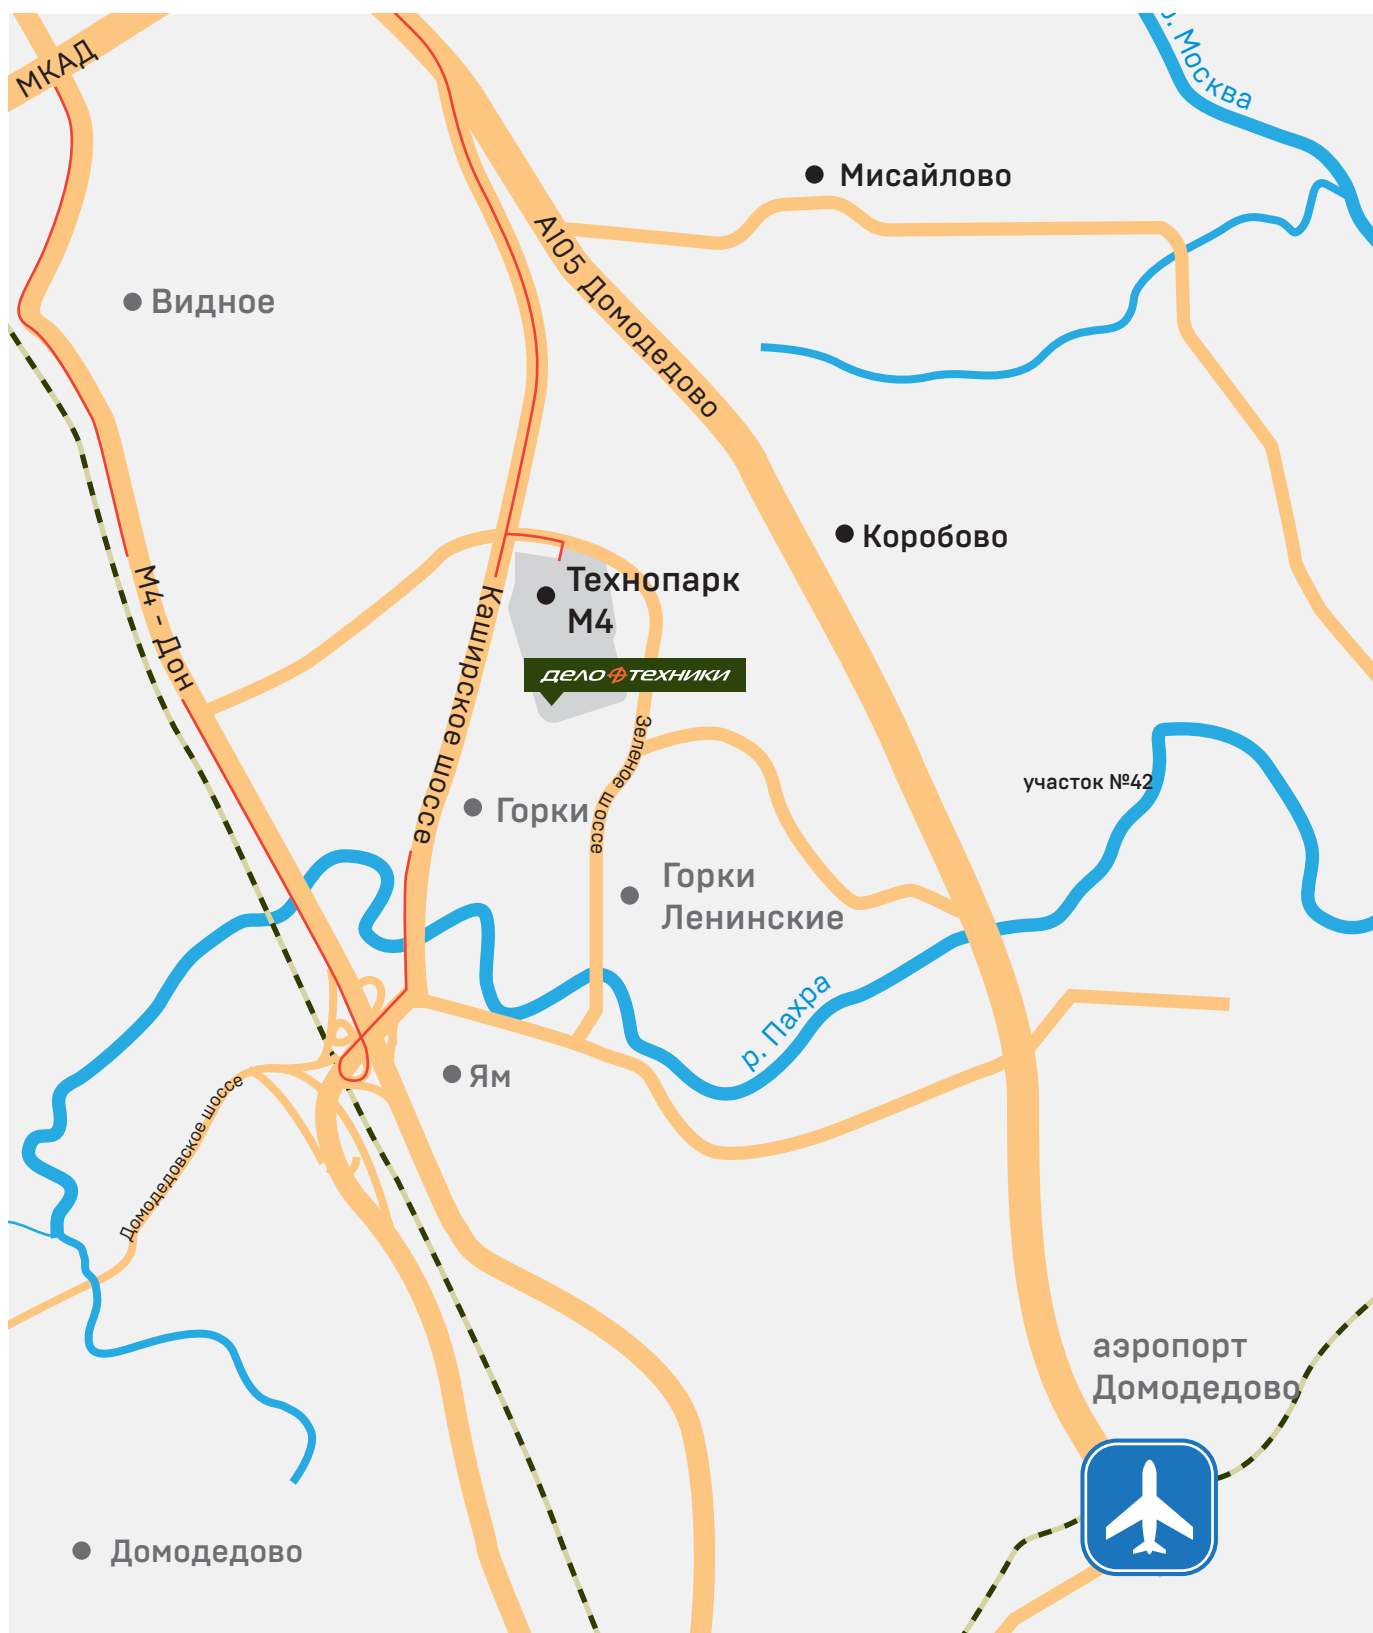 МКАД
р. Москва
Мисайлово
А105 Домодедово
Видное
Коробово
Технопарк
М4
М4 - Дон
Каширское шоссе
дело техники
Зеленое шоссе
участок №42
Горки
Горки
Ленинские
р. Пахра
Ям
Домодедовское шоссе
аэропорт
Домодедово
Домодедово